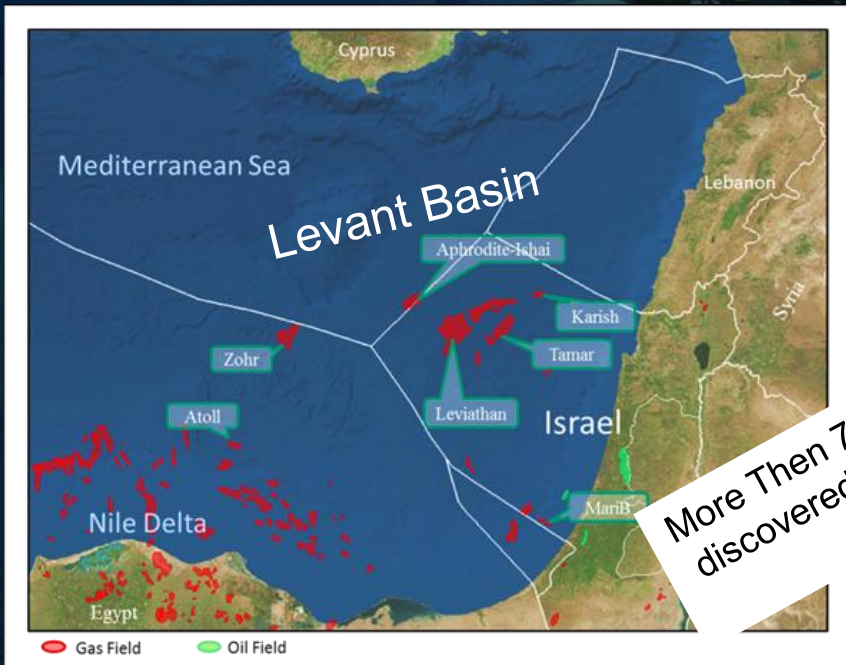 Cyprus
Mediterranean Sea
Levant Basin
Lebanon
Aphrodite-Ishai
Syria
Karish
Zohr
Tamar
Leviathan
Atoll
Israel
MariB
More Then 7
discovered
Nile Delta
Egypt
Gas Field
Oil Field